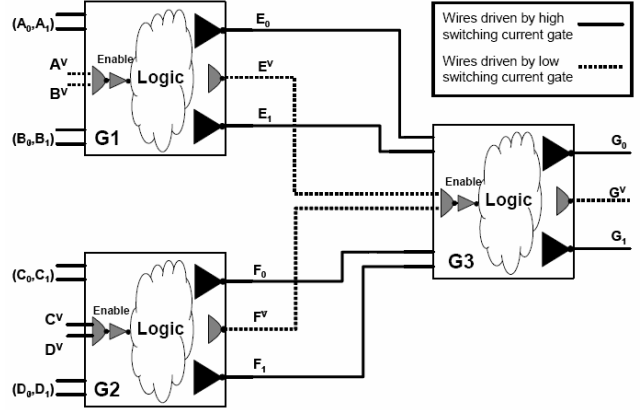 (A0,A1)
AV
BV
(B0,B1)
Enable
Logic
G1
E0
EV
E1
Wires driven by high
switching current gate
Wires driven by low
switching current gate
(C0,C1)
CV
DV
(D0,D1)
Enable
Logic
G2
F0
FV
F1
Enable
Logic
G3
G0
GV
G1